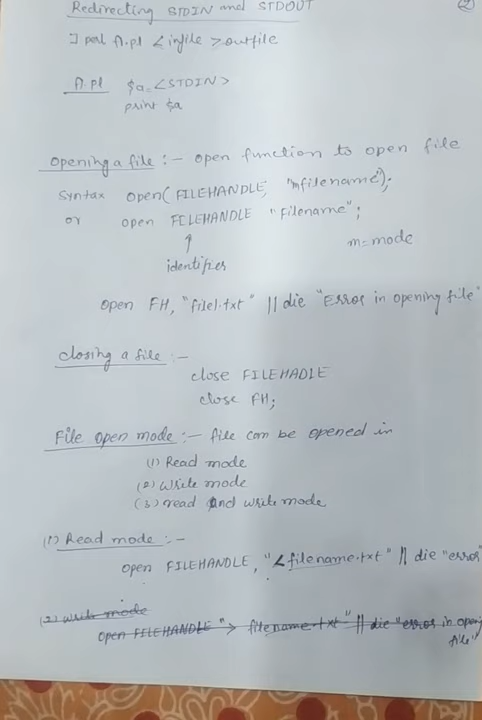 Redirecting STDIN and STDOUT
(2)
] perl f1.pl <infile >outfile
f1.pl $a=<STDIN>
print $a
Opening a file :- open function to open file
Syntax open(FILEHANDLE, "mfilename");
or open FILEHANDLE "filename";
m=mode
identifier
open FH, "file1.txt" || die "Error in opening file"
closing a file :-
close FILEHADLE
close FH;
File open mode :- file can be opened in
(1) Read mode
(2) Write mode
(3) read and write mode
(1) Read mode :-
open FILEHANDLE, "<filename.txt" || die "error"
(2) write mode
open FILEHANDLE "> filename.txt" || die "error in opening
file"